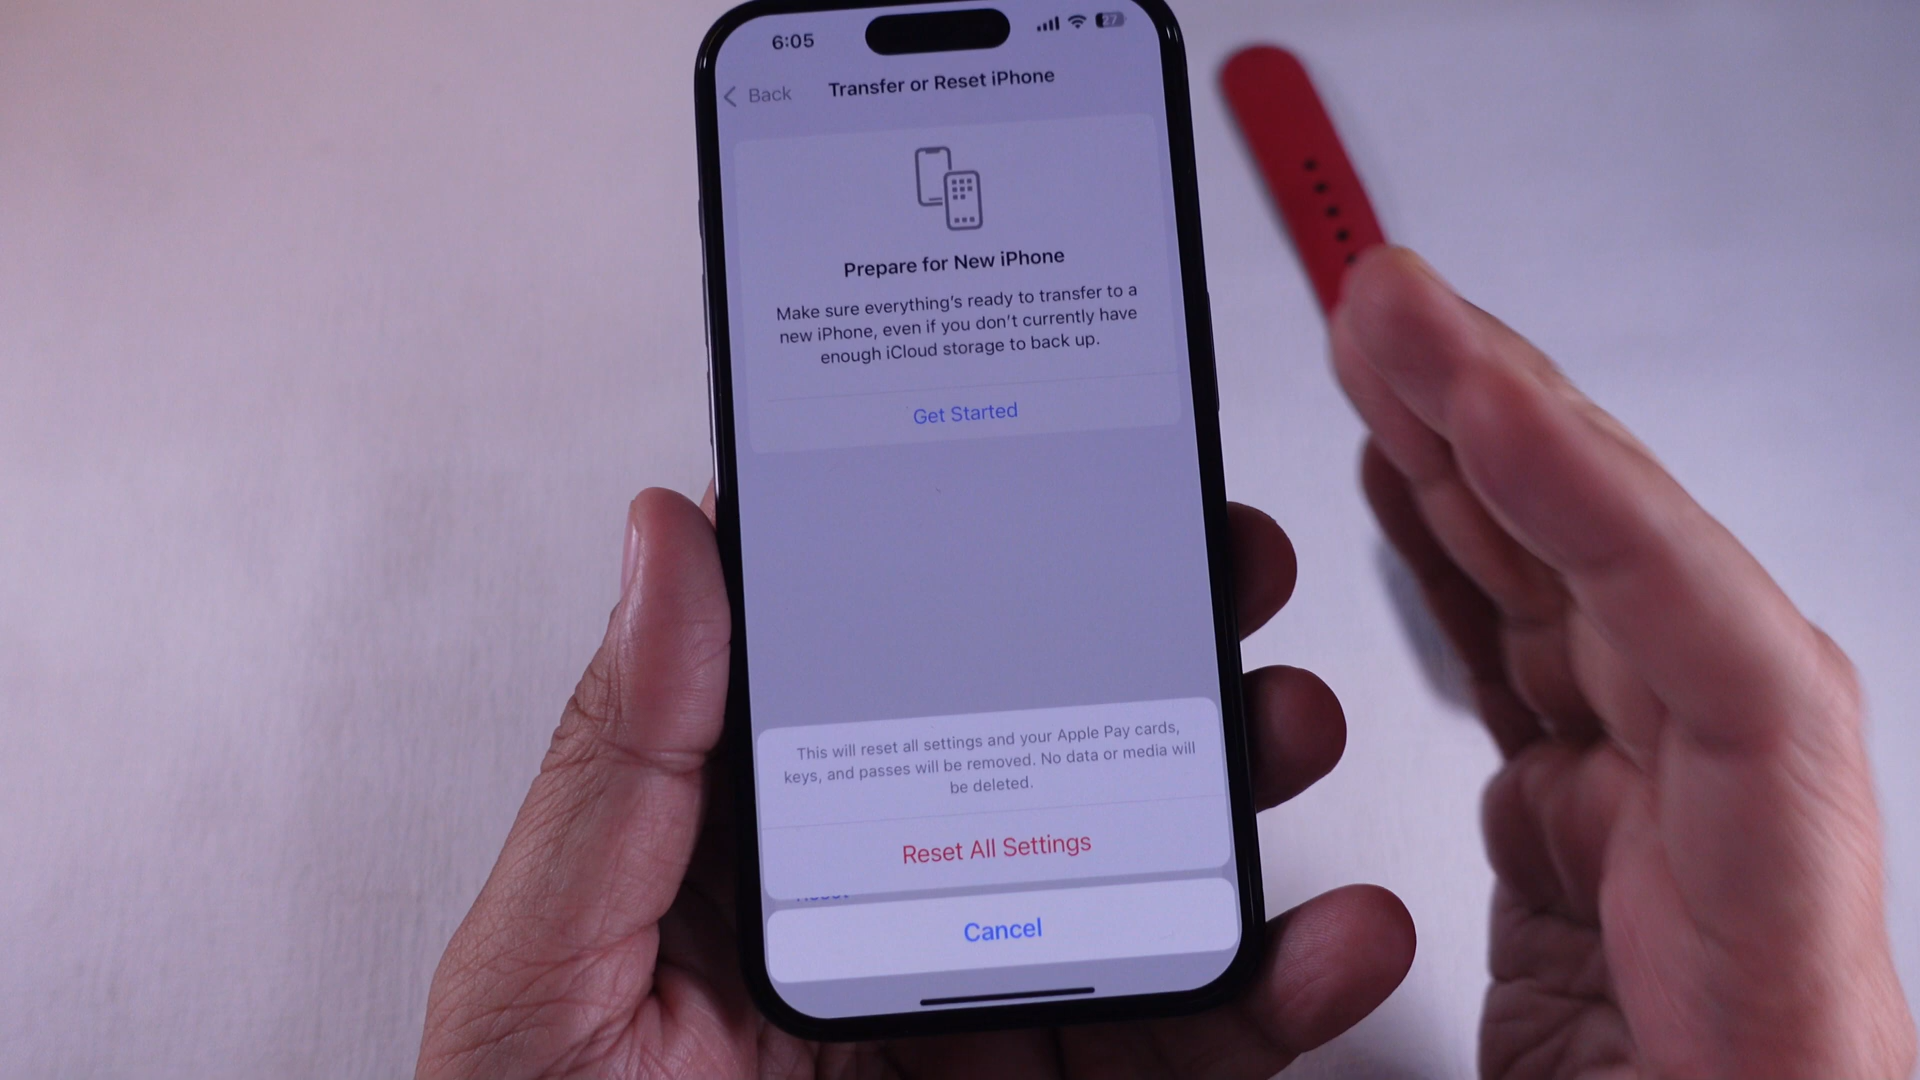 6:05
27
Back
Transfer or Reset iPhone
Prepare for New iPhone
Make sure everything's ready to transfer to a
new iPhone, even if you don't currently have
enough iCloud storage to back up.
Get Started
This will reset all settings and your Apple Pay cards,
keys, and passes will be removed. No data or media will
be deleted.
Reset All Settings
Cancel